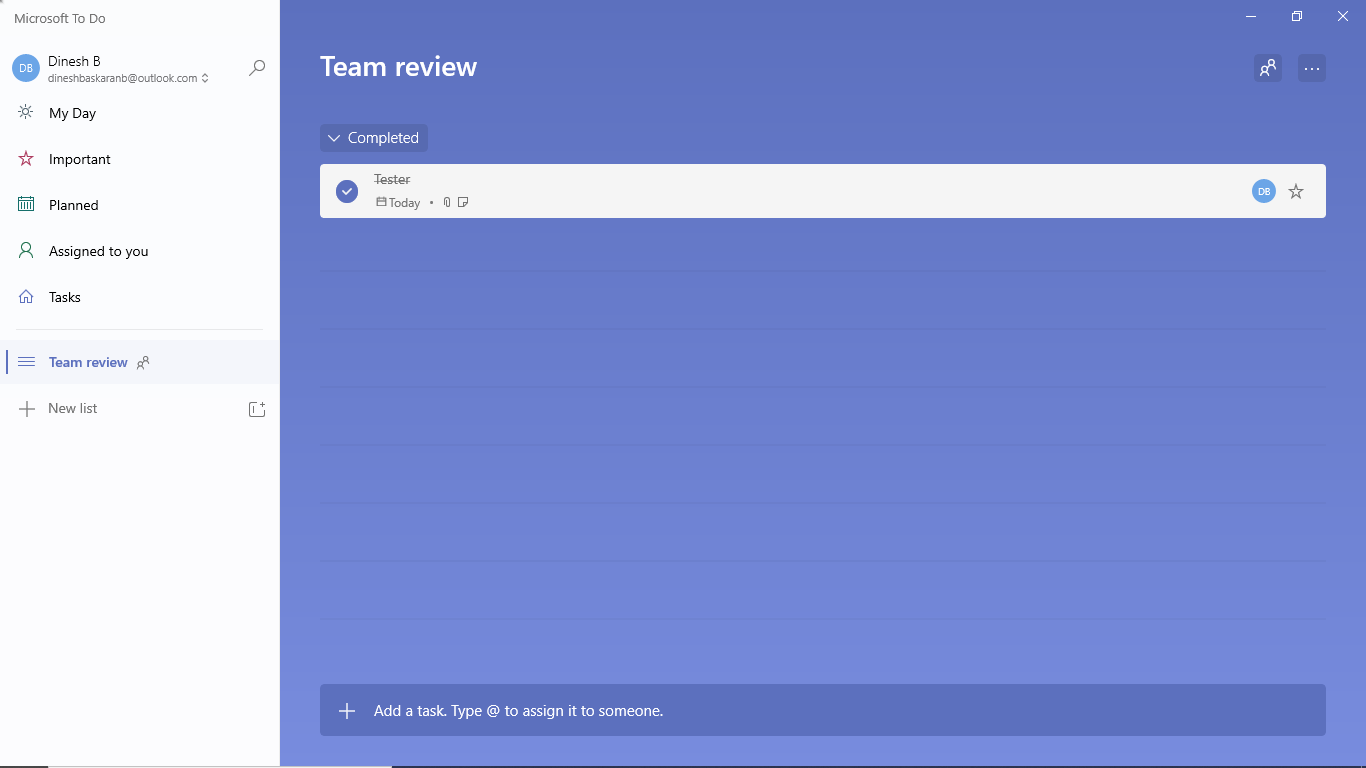 Microsoft To Do
DB
Dinesh B
dineshbaskaranb@outlook.com
My Day
Important
Planned
Assigned to you
Tasks
Team review
New list
Team review
Completed
Tester
Today •
DB
Add a task. Type @ to assign it to someone.